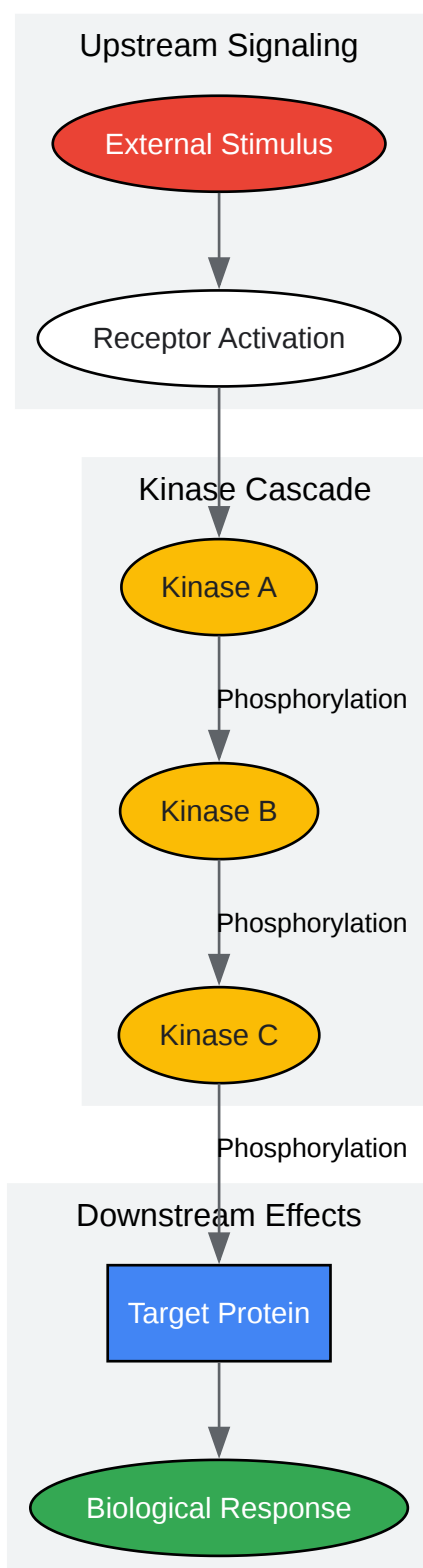 Upstream Signaling
External Stimulus
Receptor Activation
Kinase Cascade
Kinase A
Phosphorylation
Kinase B
Phosphorylation
Kinase C
Phosphorylation
Downstream Effects
Target Protein
Biological Response